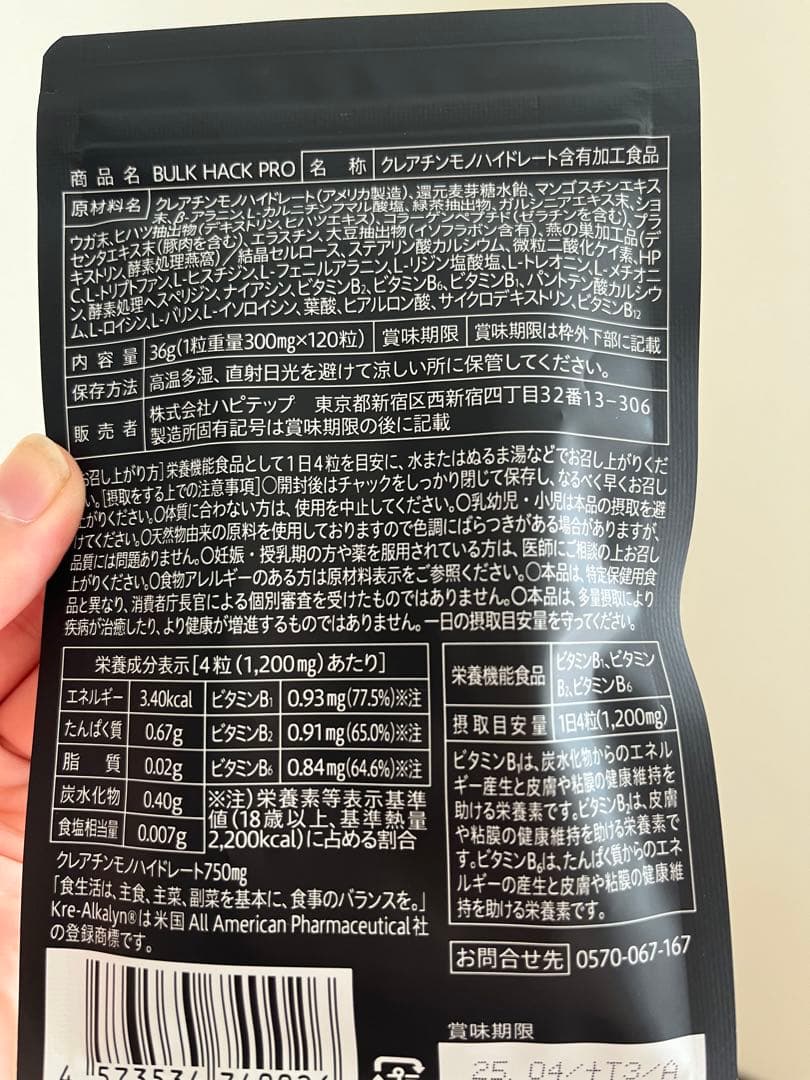 商品名 BULK HACK PRO 名称 クレアチンモノハイドレート含有加工食品
原材料名 クレアチンモノハイドレート(アメリカ製造)、還元麦芽糖水飴、マンゴスチンエキス
末、β-アラニン、L-カルニチンフマル酸塩、緑茶抽出物、ガルシニアエキス末、ショ
ウガ末、ヒハツ抽出物(デキストリン、ヒハツエキス)、コラーゲンペプチド(ゼラチンを含む)、プラ
センタエキス末(豚肉を含む)、エラスチン、大豆抽出物(イソフラボン含有)、燕の巣加工品(デ
キストリン、酵素処理燕窩)/結晶セルロース、ステアリン酸カルシウム、微粒二酸化ケイ素、HP
C、L-トリプトファン、L-ヒスチジン、L-フェニルアラニン、L-リジン塩酸塩、L-トレオニン、L-メチオニ
ン、酵素処理ヘスペリジン、ナイアシン、ビタミンB₂、ビタミンB₆、ビタミンB₁、パントテン酸カルシウ
ム、L-ロイシン、L-バリン、L-イソロイシン、葉酸、ヒアルロン酸、サイクロデキストリン、ビタミンB₁₂
内容量 36g(1粒重量300mg×120粒) 賞味期限 賞味期限は枠外下部に記載
保存方法 高温多湿、直射日光を避けて涼しい所に保管してください。
販売者 株式会社ハピテップ 東京都新宿区西新宿四丁目32番13-306
製造所固有記号は賞味期限の後に記載
お召し上がり方]栄養機能食品として1日4粒を目安に、水またはぬるま湯などでお召し上がりくだ
い。[摂取をする上での注意事項]○開封後はチャックをしっかり閉じて保存し、なるべく早くお召し
上がりください。○体質に合わない方は、使用を中止してください。○乳幼児・小児は本品の摂取を避
けてください。○天然物由来の原料を使用しておりますので色調にばらつきがある場合がありますが、
品質には問題ありません。○妊娠・授乳期の方や薬を服用されている方は、医師にご相談の上お召し
上がりください。○食物アレルギーのある方は原材料表示をご参照ください。○本品は、特定保健用食
品と異なり、消費者庁長官による個別審査を受けたものではありません。○本品は、多量摂取により
疾病が治癒したり、より健康が増進するものではありません。一日の摂取目安量を守ってください。
栄養成分表示[4粒(1,200mg)あたり]
エネルギー 3.40kcal ビタミンB₁ 0.93mg(77.5%)※注
たんぱく質 0.67g ビタミンB₂ 0.91mg(65.0%)※注
脂質 0.02g ビタミンB₆ 0.84mg(64.6%)※注
炭水化物 0.40g
食塩相当量 0.007g
※注)栄養素等表示基準
値(18歳以上、基準熱量
2,200kcal)に占める割合
クレアチンモノハイドレート750mg
「食生活は、主食、主菜、副菜を基本に、食事のバランスを。」
Kre-Alkalyn®は米国 All American Pharmaceutical社
の登録商標です。
栄養機能食品 ビタミンB₁、ビタミン
B₂、ビタミンB₆
摂取目安量 1日4粒(1,200mg)
ビタミンB₁は、炭水化物からのエネル
ギー産生と皮膚や粘膜の健康維持を
助ける栄養素です。ビタミンB₂は、皮膚
や粘膜の健康維持を助ける栄養素で
す。ビタミンB₆は、たんぱく質からのエネ
ルギーの産生と皮膚や粘膜の健康維
持を助ける栄養素です。
お問合せ先 0570-067-167
賞味期限
25.04/